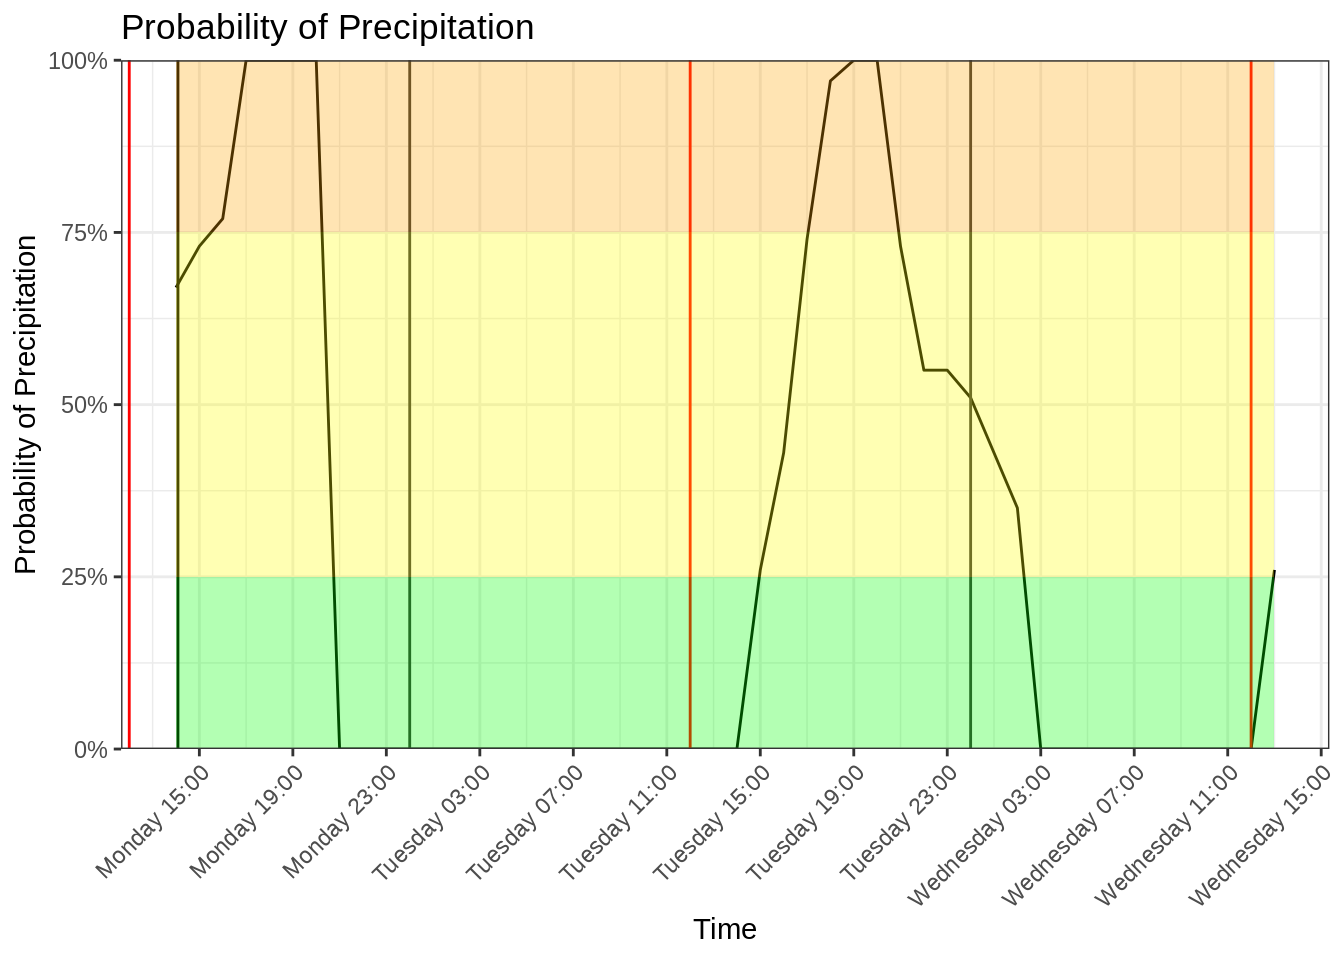 Probability of Precipitation
100%
75%
50%
25%
0%
Probability of Precipitation
Monday 15:00
Monday 19:00
Monday 23:00
Tuesday 03:00
Tuesday 07:00
Tuesday 11:00
Tuesday 15:00
Tuesday 19:00
Tuesday 23:00
Wednesday 03:00
Wednesday 07:00
Wednesday 11:00
Wednesday 15:00
Time